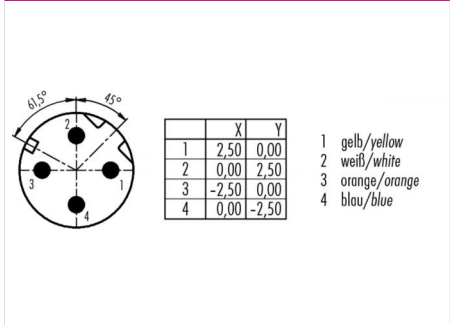 61,5°
45°
2
3
1
4
X Y
1 2,50 0,00
2 0,00 2,50
3 -2,50 0,00
4 0,00 -2,50
1 gelb/yellow
2 weiß/white
3 orange/orange
4 blau/blue